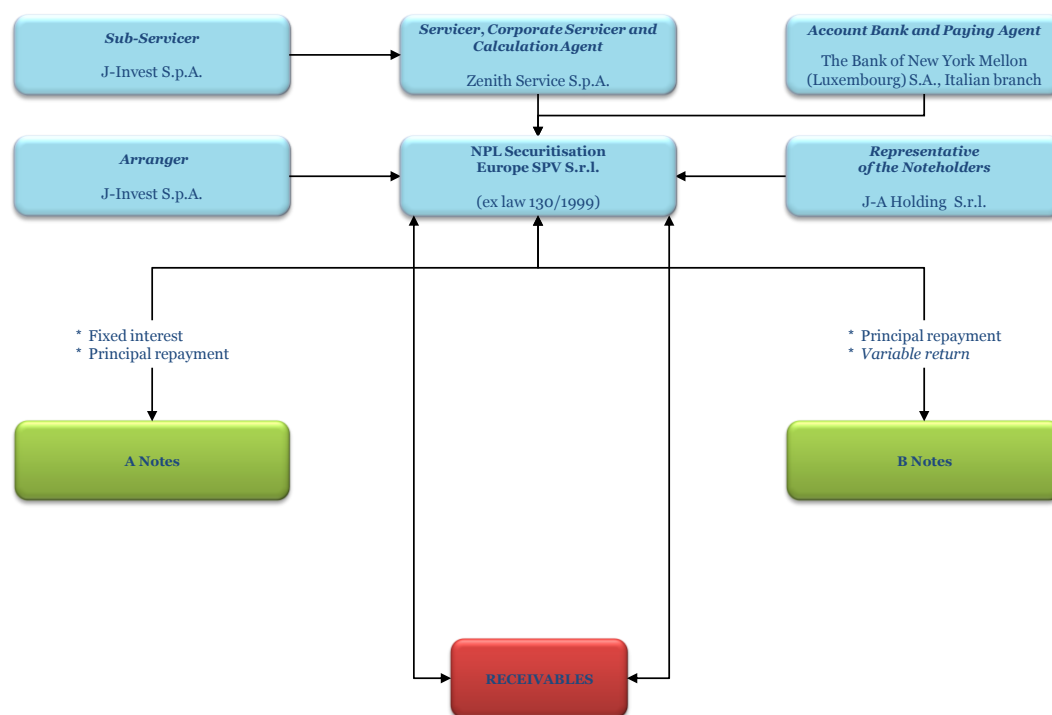 Sub-Servicer
J-Invest S.p.A.
Servicer, Corporate Servicer and
Calculation Agent
Zenith Service S.p.A.
Account Bank and Paying Agent
The Bank of New York Mellon
(Luxembourg) S.A., Italian branch
Arranger
J-Invest S.p.A.
NPL Securitisation
Europe SPV S.r.l.
(ex law 130/1999)
Representative
of the Noteholders
J-A Holding S.r.l.
* Fixed interest
* Principal repayment
* Principal repayment
* Variable return
A Notes
B Notes
RECEIVABLES